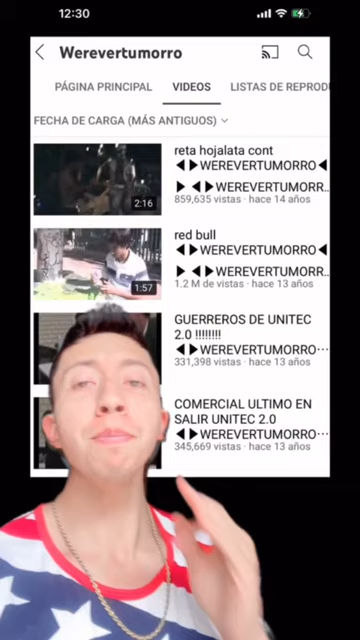 12:30
Werevertumorro
PÁGINA PRINCIPAL VIDEOS LISTAS DE REPRODU
FECHA DE CARGA (MÁS ANTIGUOS)
reta hojalata cont
◀▶WEREVERTUMORRO◀
▶ ◀▶WEREVERTUMORR...
859,635 vistas · hace 14 años
2:16
red bull
◀▶WEREVERTUMORRO◀
▶ ◀▶WEREVERTUMORR...
1.2 M de vistas · hace 13 años
1:57
GUERREROS DE UNITEC
2.0 !!!!!!!!
◀▶WEREVERTUMORRO...
331,398 vistas · hace 13 años
COMERCIAL ULTIMO EN
SALIR UNITEC 2.0
◀▶WEREVERTUMORRO...
345,669 vistas · hace 13 años